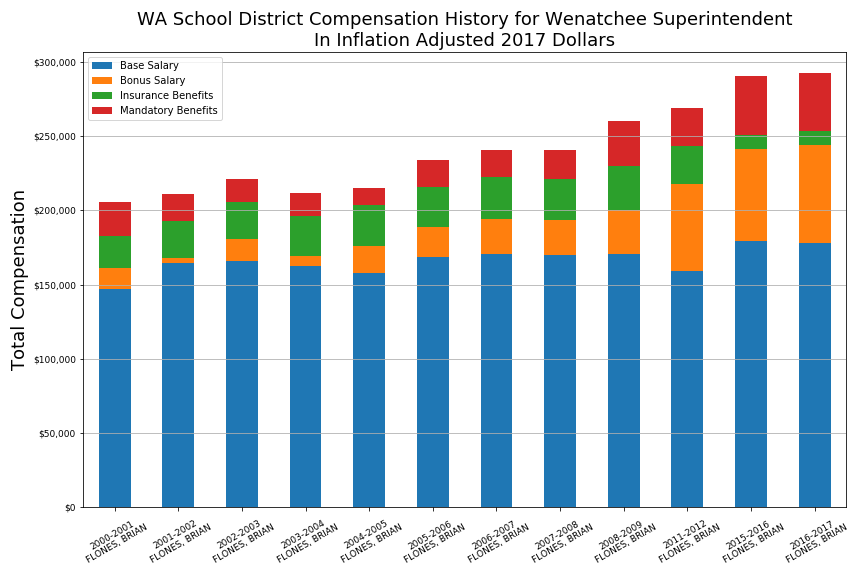 WA School District Compensation History for Wenatchee Superintendent
In Inflation Adjusted 2017 Dollars
Base Salary
Bonus Salary
Insurance Benefits
Mandatory Benefits
Total Compensation
$300,000
$250,000
$200,000
$150,000
$100,000
$50,000
$0
2000-2001
FLONES, BRIAN
2001-2002
FLONES, BRIAN
2002-2003
FLONES, BRIAN
2003-2004
FLONES, BRIAN
2004-2005
FLONES, BRIAN
2005-2006
FLONES, BRIAN
2006-2007
FLONES, BRIAN
2007-2008
FLONES, BRIAN
2008-2009
FLONES, BRIAN
2011-2012
FLONES, BRIAN
2015-2016
FLONES, BRIAN
2016-2017
FLONES, BRIAN